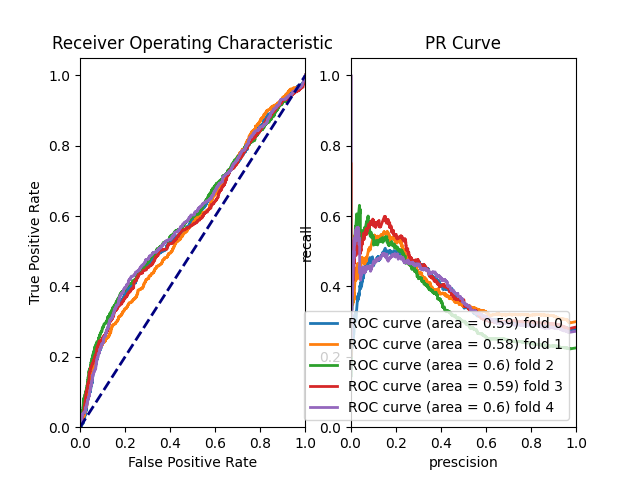 Receiver Operating Characteristic
PR Curve
1.0
0.8
0.6
0.4
0.2
0.0
True Positive Rate
0.0 0.2 0.4 0.6 0.8 1.0
False Positive Rate
1.0
0.8
0.6
0.4
0.2
0.0
recall
ROC curve (area = 0.59) fold 0
ROC curve (area = 0.58) fold 1
ROC curve (area = 0.6) fold 2
ROC curve (area = 0.59) fold 3
ROC curve (area = 0.6) fold 4
0.0 0.2 0.4 0.6 0.8 1.0
prescision